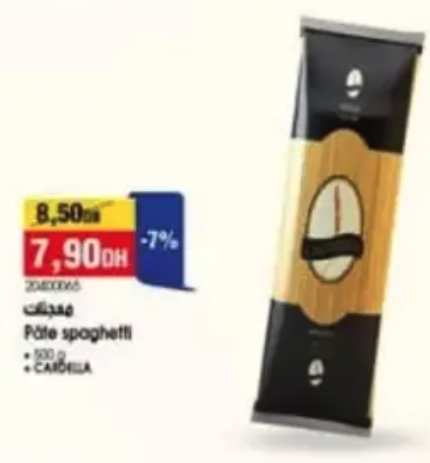 8,50DH
7,90DH
-7%
20400065
معجنات
Pâte spaghetti
• 500 g
• CARDELLA